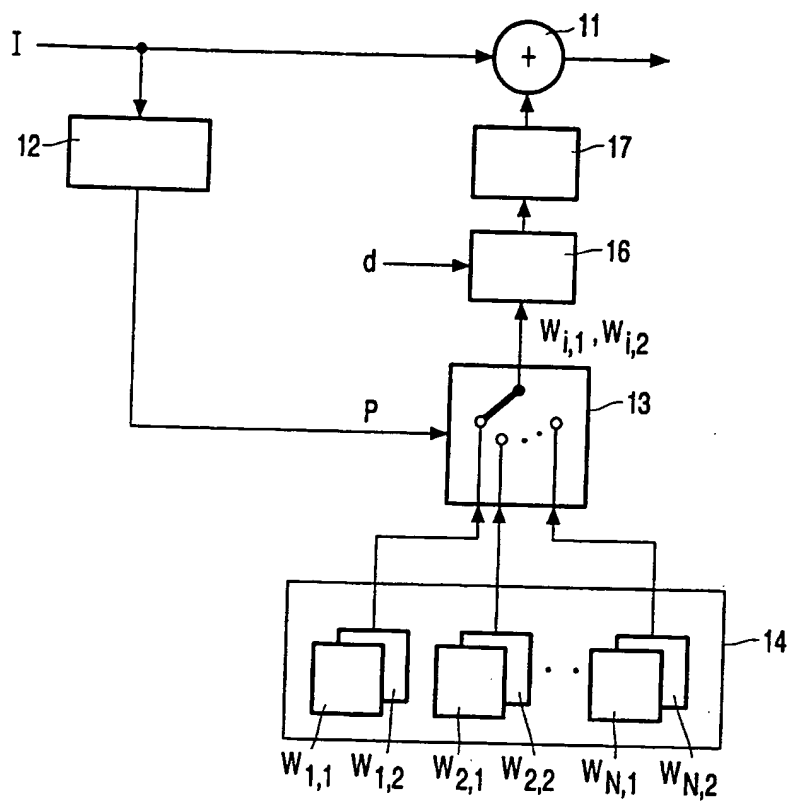 I
11
+
12
17
d
16
W_{i,1}, W_{i,2}
P
13
14
W_{1,1} W_{1,2} W_{2,1} W_{2,2} W_{N,1} W_{N,2}